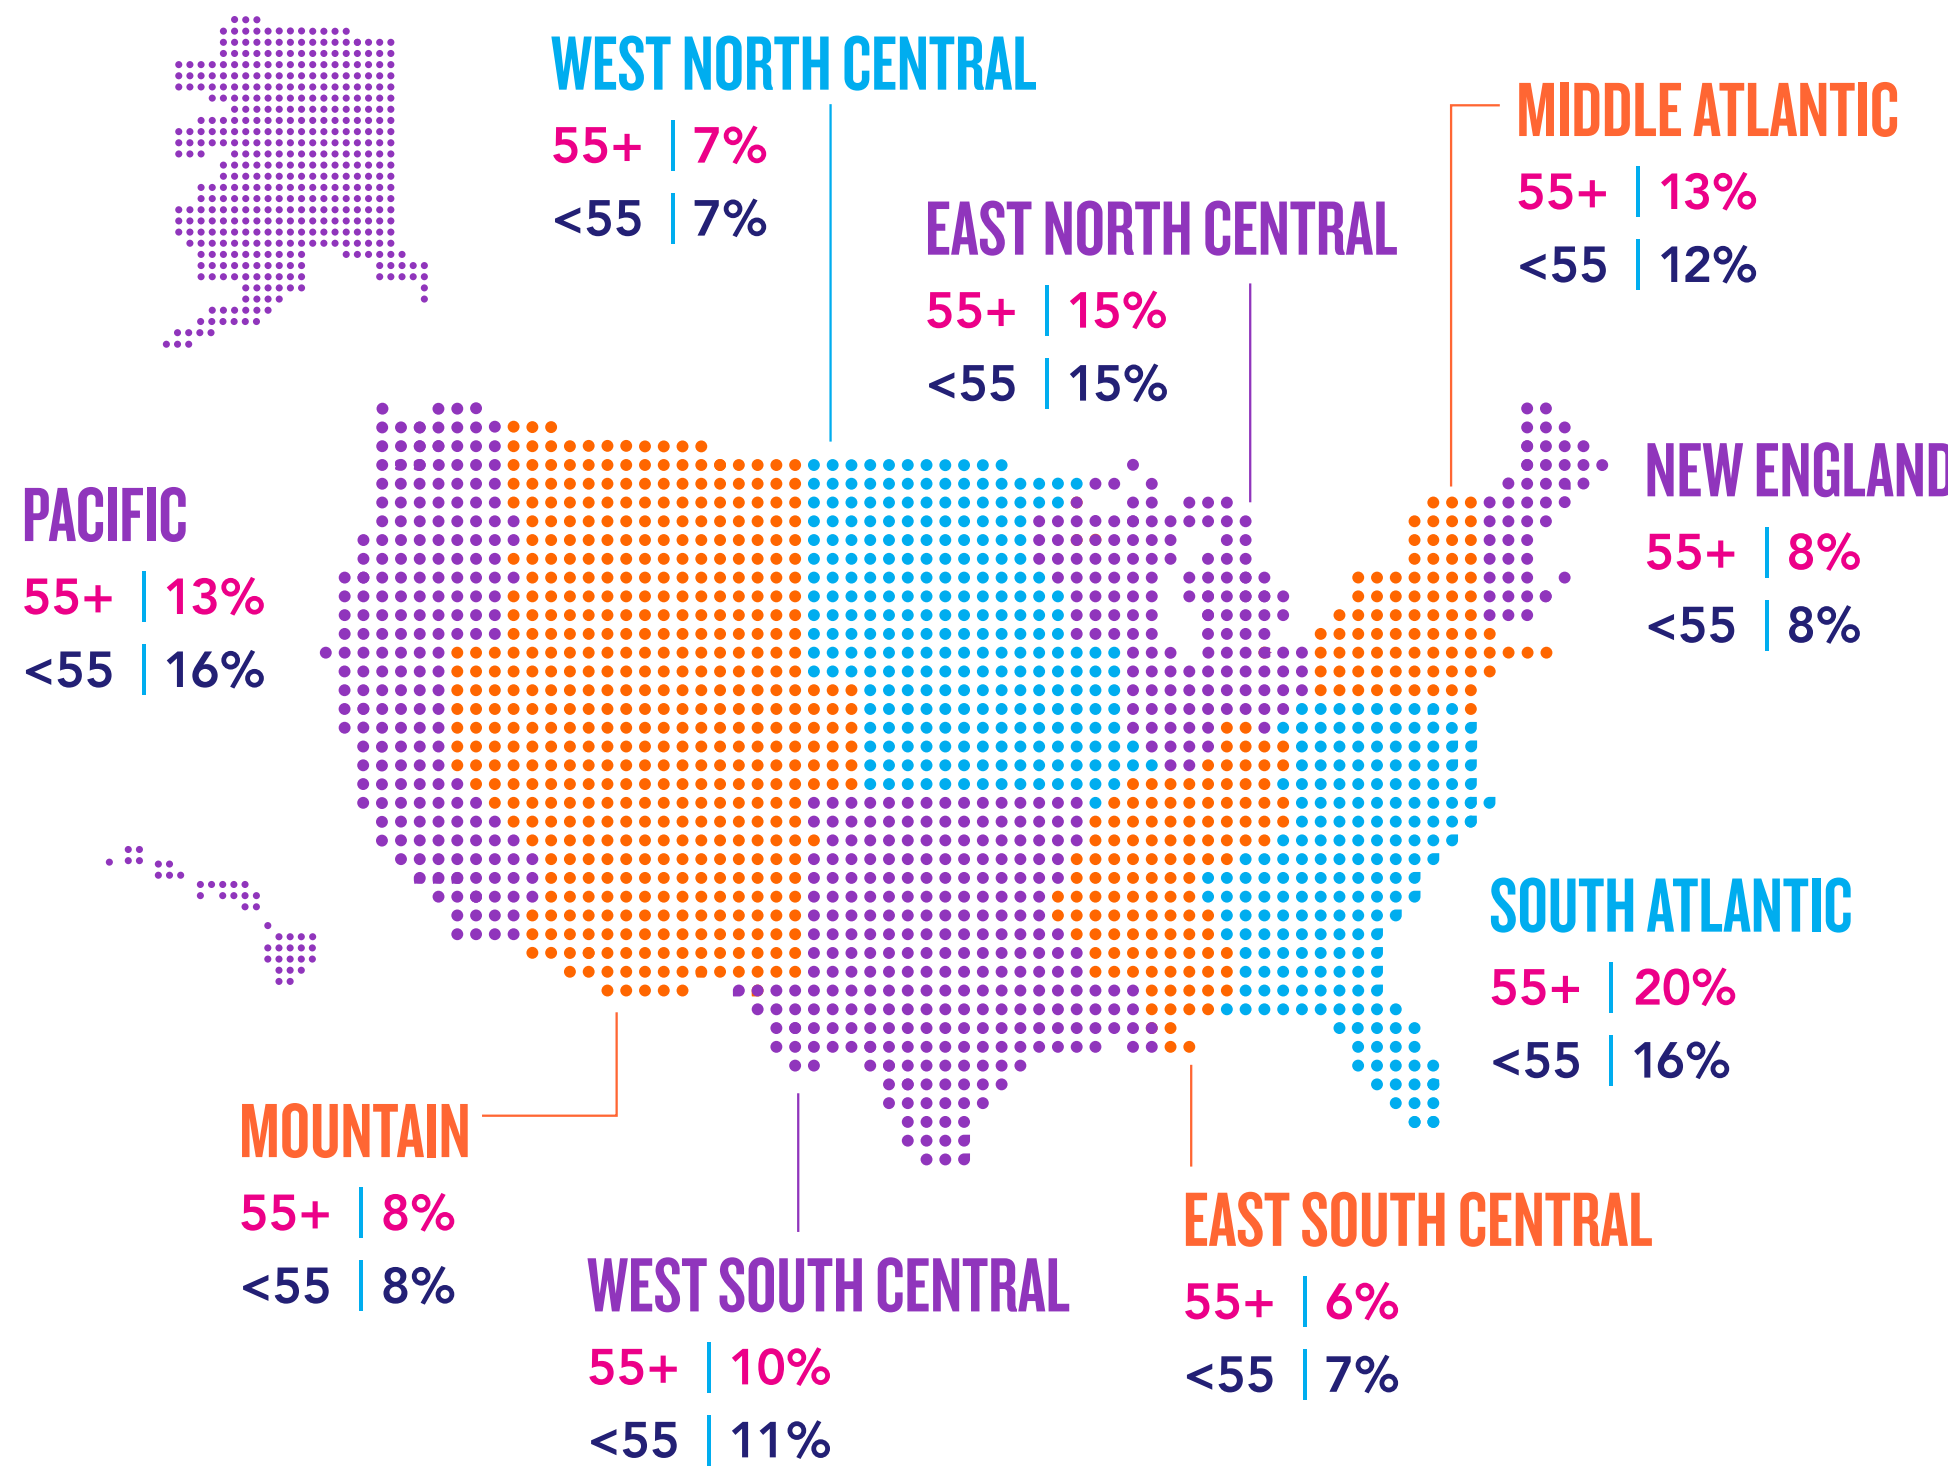 WEST NORTH CENTRAL
55+ | 7%
<55 | 7%
MIDDLE ATLANTIC
55+ | 13%
<55 | 12%
EAST NORTH CENTRAL
55+ | 15%
<55 | 15%
NEW ENGLAND
55+ | 8%
<55 | 8%
PACIFIC
55+ | 13%
<55 | 16%
SOUTH ATLANTIC
55+ | 20%
<55 | 16%
MOUNTAIN
55+ | 8%
<55 | 8%
EAST SOUTH CENTRAL
55+ | 6%
<55 | 7%
WEST SOUTH CENTRAL
55+ | 10%
<55 | 11%